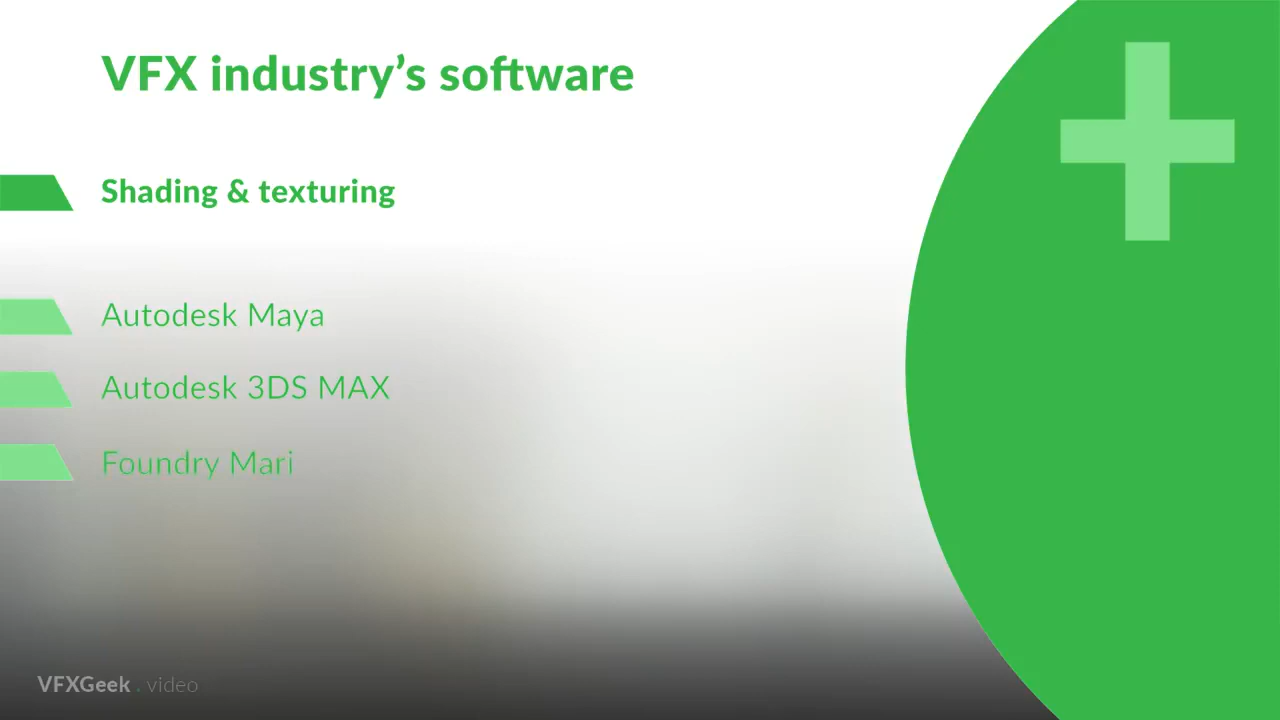 VFX industry’s software
Shading & texturing
Autodesk Maya
Autodesk 3DS MAX
Foundry Mari
VFXGeek . video